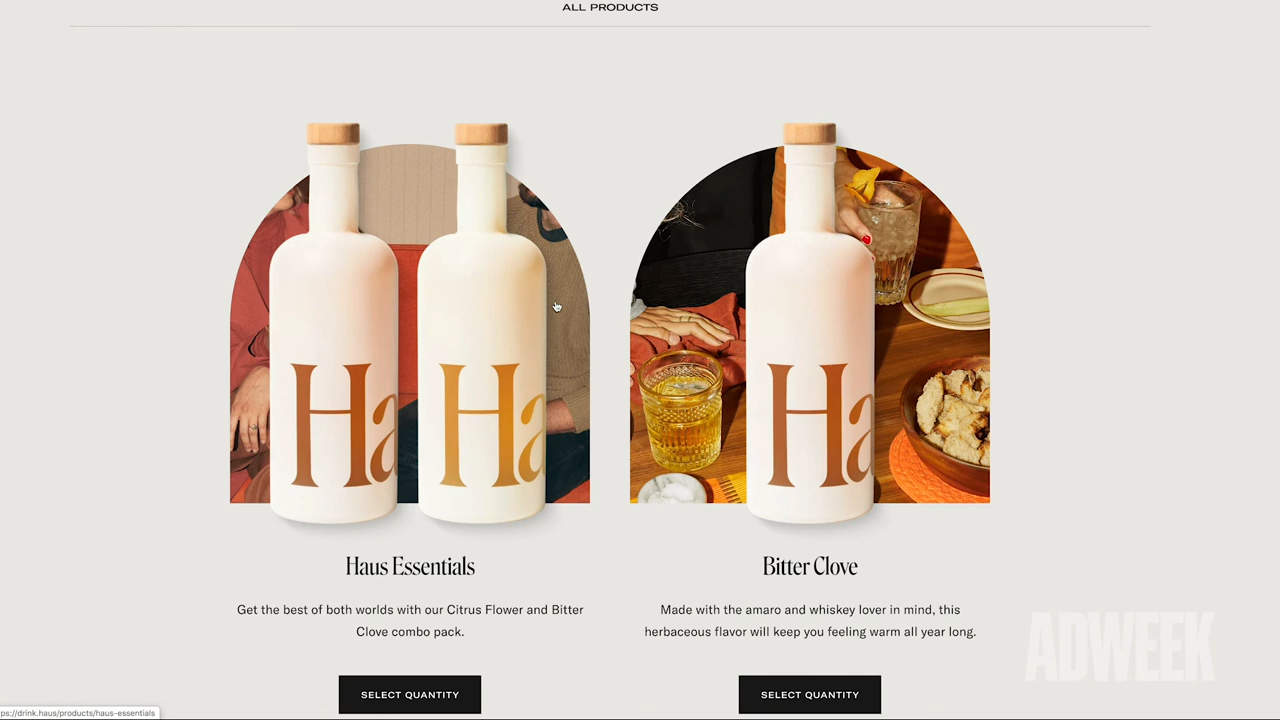 ALL PRODUCTS
Ha
Ha
Ha
Haus Essentials
Bitter Clove
Get the best of both worlds with our Citrus Flower and Bitter
Clove combo pack.
Made with the amaro and whiskey lover in mind, this
herbaceous flavor will keep you feeling warm all year long.
SELECT QUANTITY
SELECT QUANTITY
ADWEEK
ps://drink.haus/products/haus-essentials